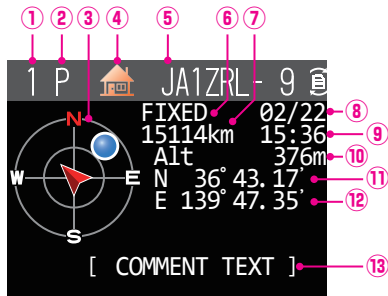 ① ② ③ ④ ⑤ ⑥ ⑦
1 P JA1ZRL- 9
FIXED 02/22 ⑧
15114km 15:36 ⑨
Alt 376m ⑩
N 36°43.17' ⑪
E 139°47.35' ⑫
N
W E
S
[ COMMENT TEXT ] ⑬